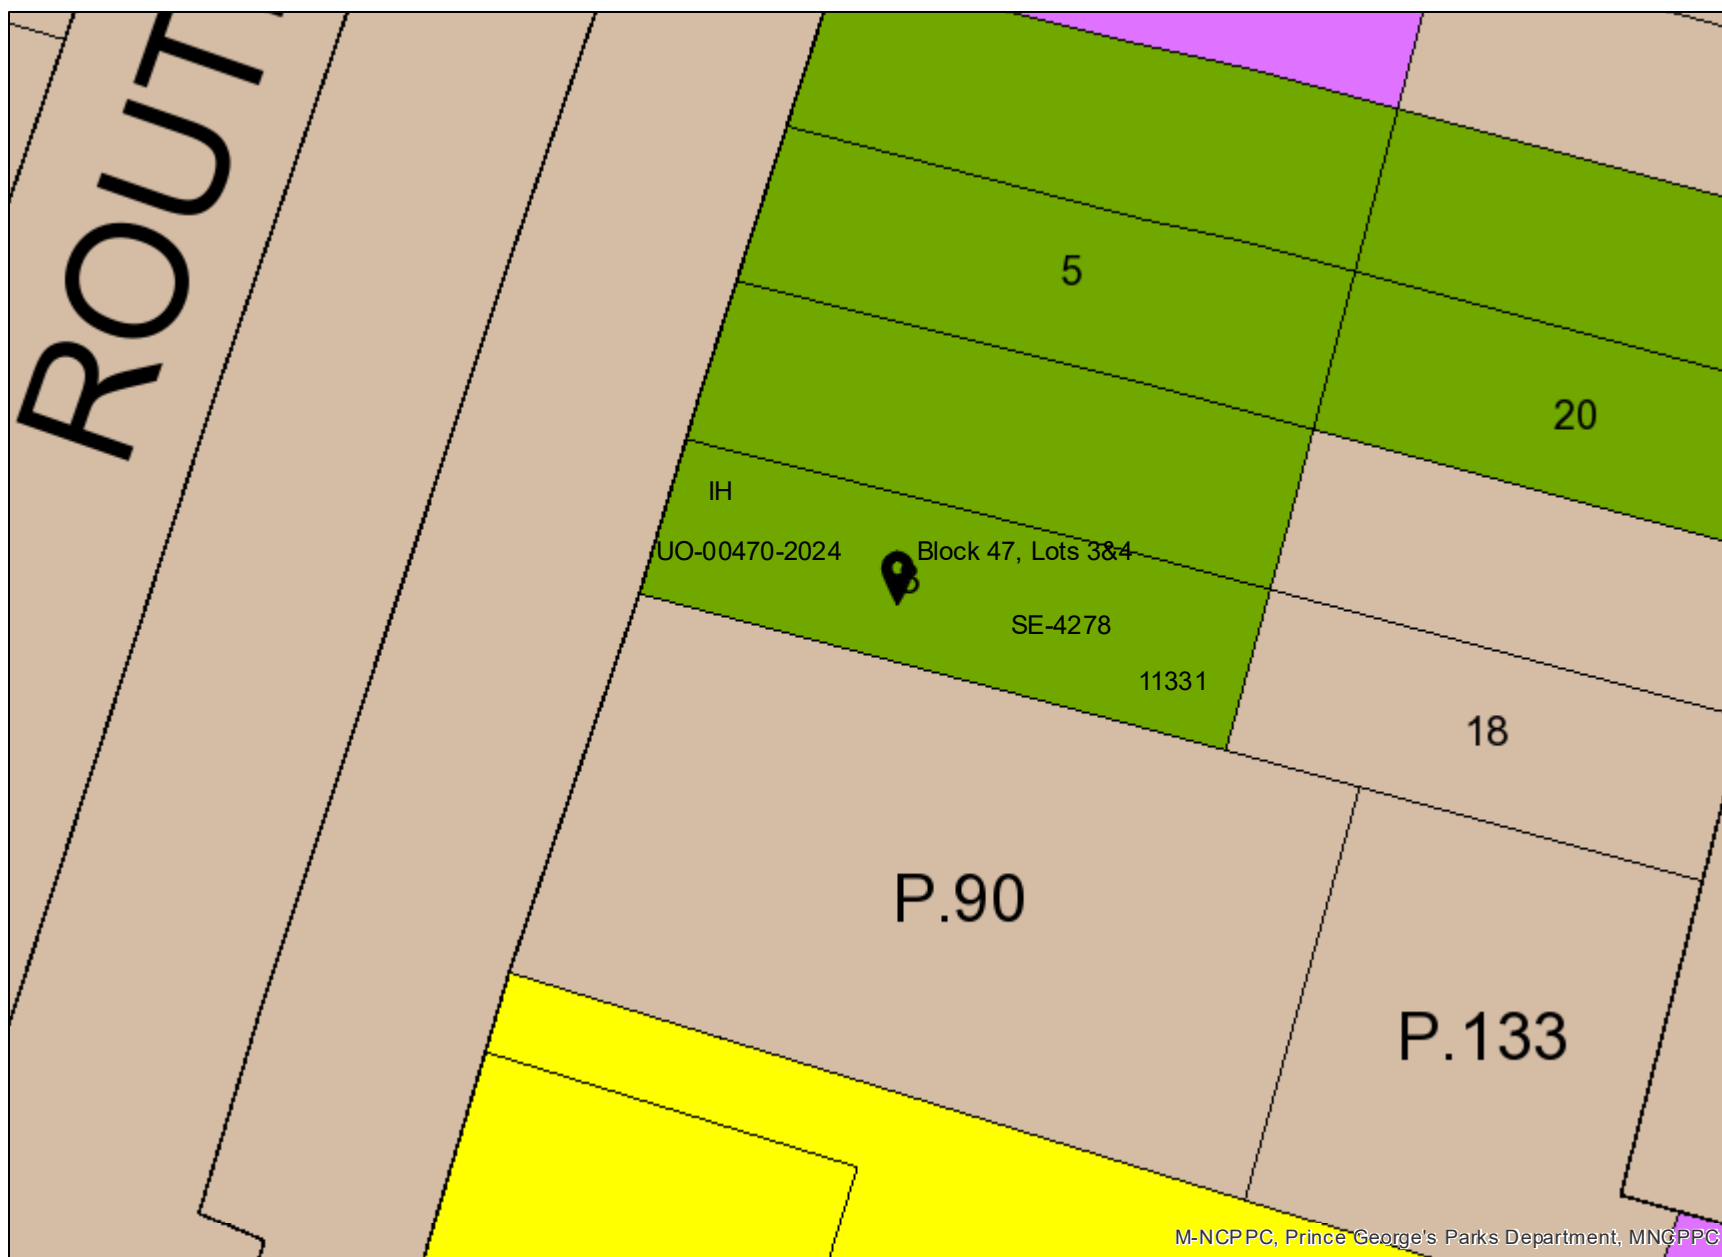 ROUT
5
20
IH
UO-00470-2024
Block 47, Lots 3&4
SE-4278
11331
18
P.90
P.133
M-NCPPC, Prince George's Parks Department, MNCPPC